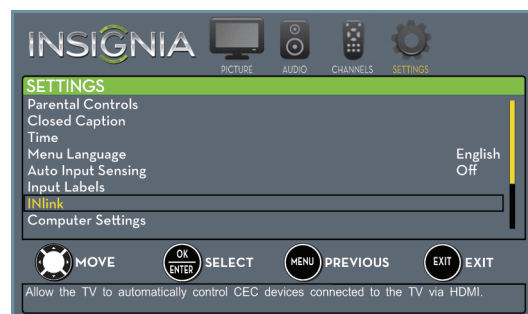 INSIGNIA
PICTURE AUDIO CHANNELS SETTINGS
SETTINGS
Parental Controls
Closed Caption
Time
Menu Language English
Auto Input Sensing Off
Input Labels
INlink
Computer Settings
MOVE OK ENTER SELECT MENU PREVIOUS EXIT EXIT
Allow the TV to automatically control CEC devices connected to the TV via HDMI.